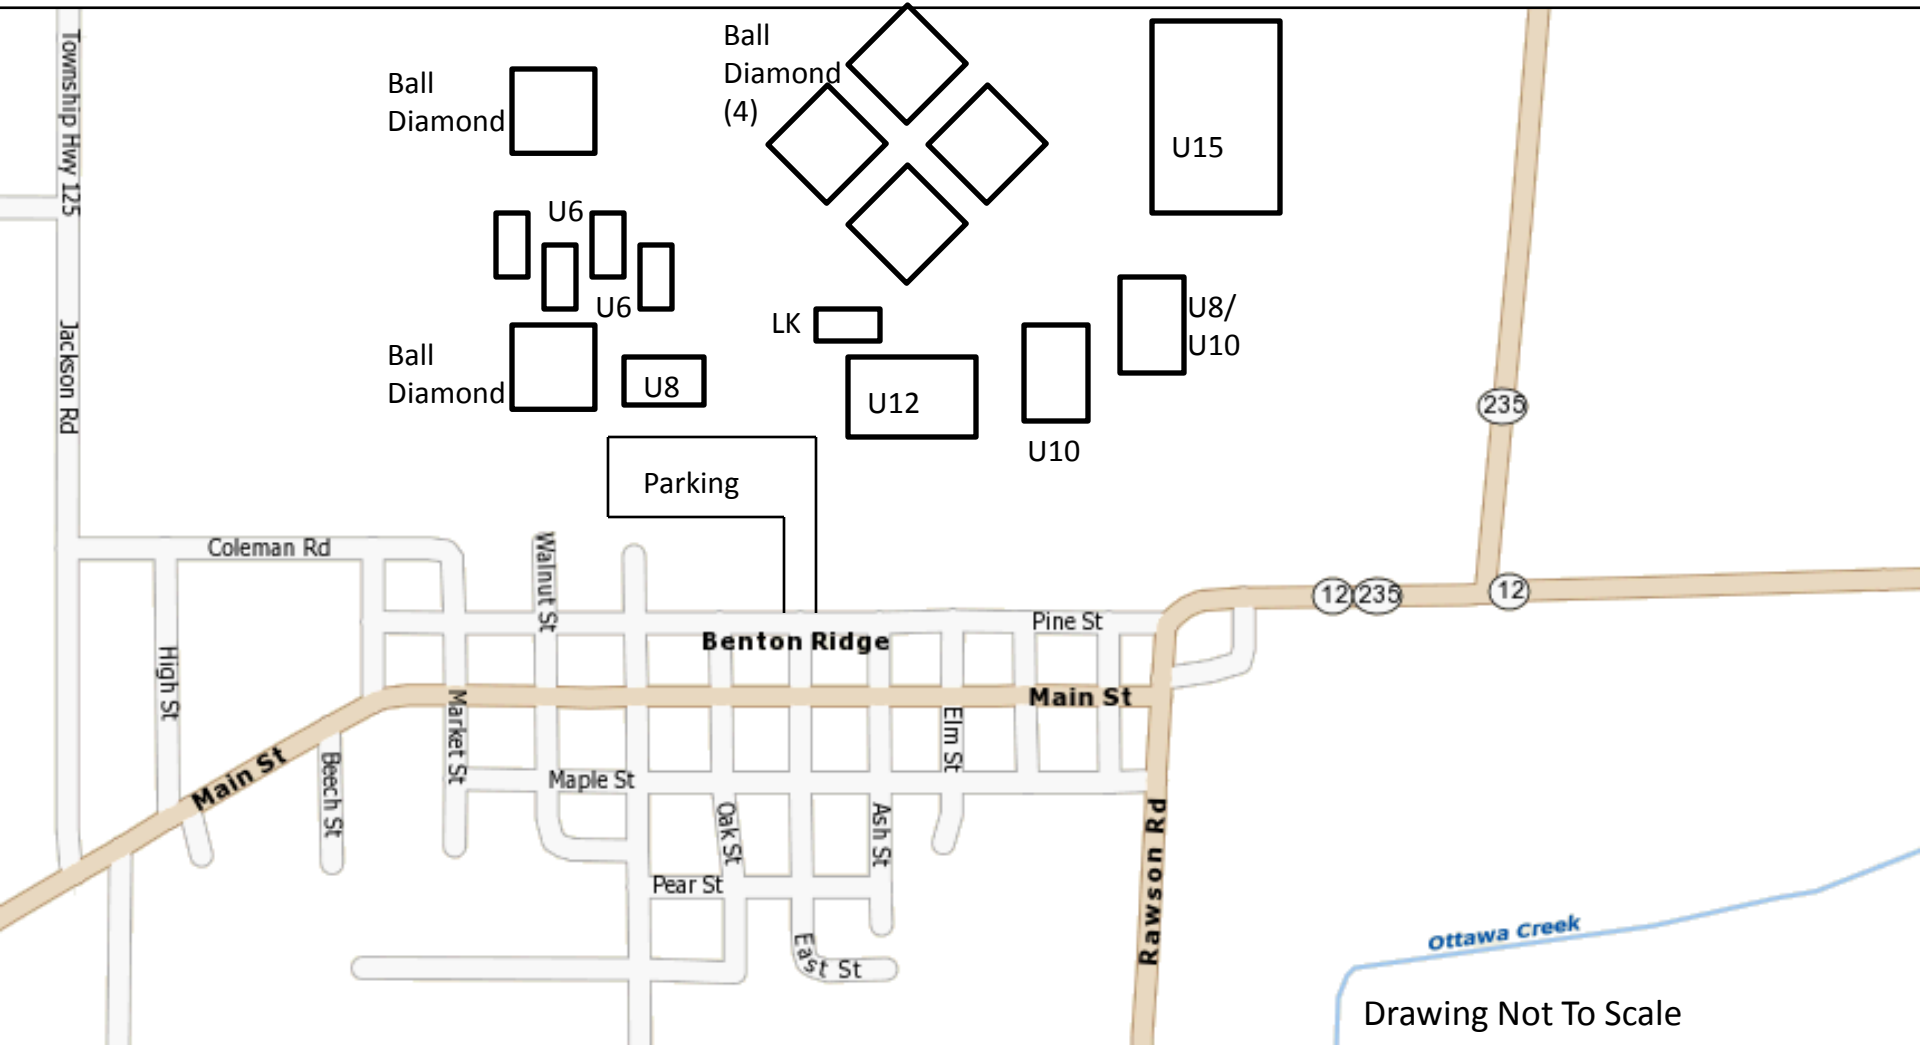 Township Hwy 125
Jackson Rd
Ball
Diamond
Ball
Diamond
(4)
U15
U6
U6
Ball
Diamond
U8
LK
U12
U10
U8/
U10
Parking
235
12
235
12
Coleman Rd
Walnut St
Pine St
Benton Ridge
High St
Main St
Market St
Main St
Beech St
Maple St
Elm St
Oak St
Ash St
Pear St
East St
Rawson Rd
Ottawa Creek
Drawing Not To Scale